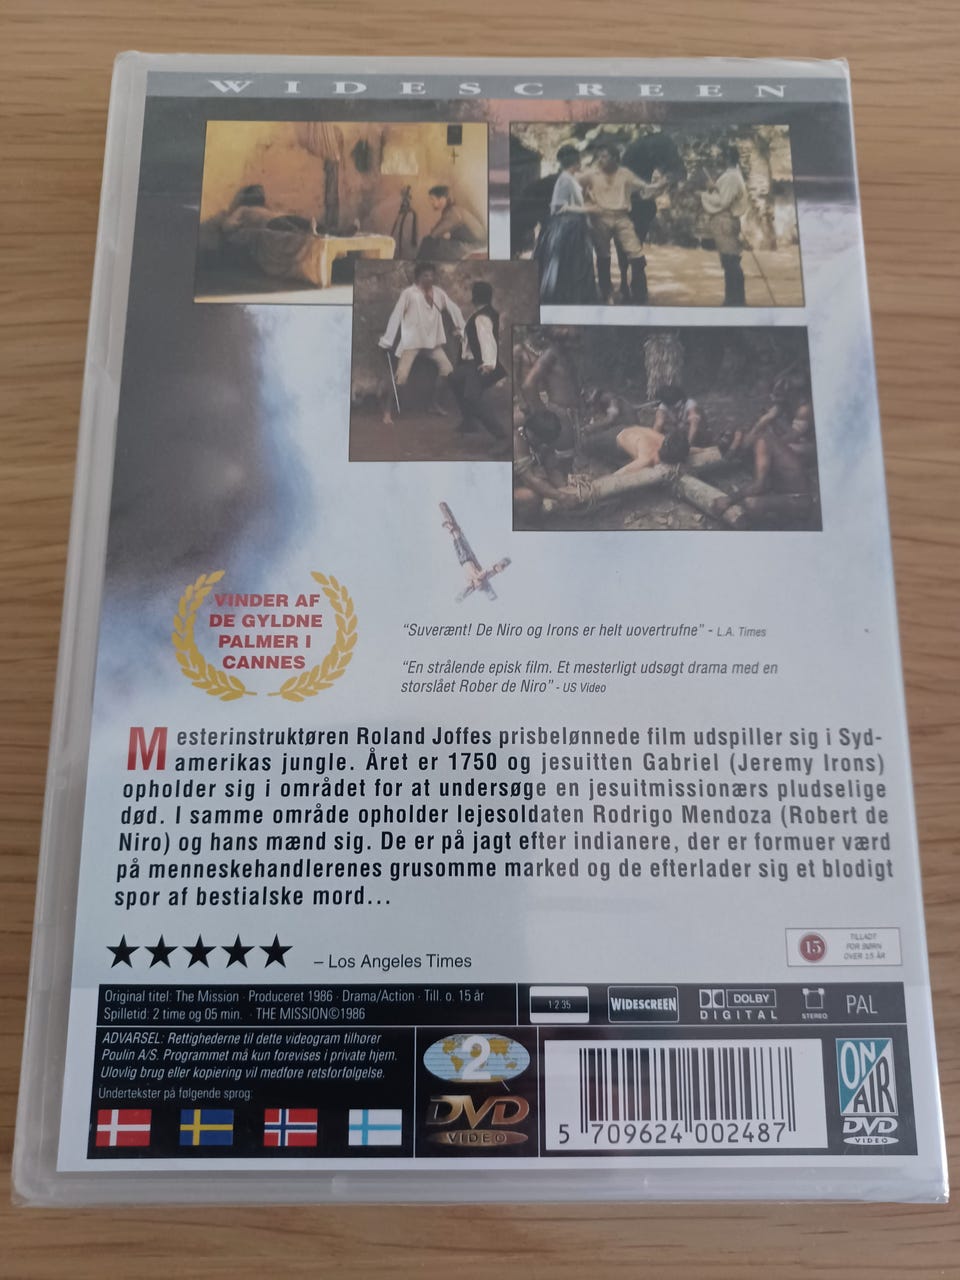 WIDESCREEN
VINDER AF
DE GYLDNE
PALMER I
CANNES
“Suverænt! De Niro og Irons er helt uovertrufne” - L.A. Times
“En strålende episk film. Et mesterligt udsøgt drama med en
storslået Rober de Niro” - US Video
Mesterinstruktøren Roland Joffes prisbelønnede film udspiller sig i Syd-
amerikas jungle. Året er 1750 og jesuitten Gabriel (Jeremy Irons)
opholder sig i området for at undersøge en jesuitmissionærs pludselige
død. I samme område opholder lejesoldaten Rodrigo Mendoza (Robert de
Niro) og hans mænd sig. De er på jagt efter indianere, der er formuer værd
på menneskehandlerenes grusomme marked og de efterlader sig et blodigt
spor af bestialske mord...
– Los Angeles Times
15
TILLADT
FOR BØRN
OVER 15 ÅR
Original titel: The Mission · Produceret 1986 · Drama/Action · Till. o. 15 år
Spilletid: 2 time og 05 min. · THE MISSION©1986
1:2.35
WIDESCREEN
DOLBY
DIGITAL
STEREO
PAL
ADVARSEL: Rettighederne til dette videogram tilhører
Poulin A/S. Programmet må kun forevises i private hjem.
Ulovlig brug eller kopiering vil medføre retsforfølgelse.
Undertekster på følgende sprog:
2
DVD
VIDEO
5 709624 002487
ON
AIR
DVD
VIDEO